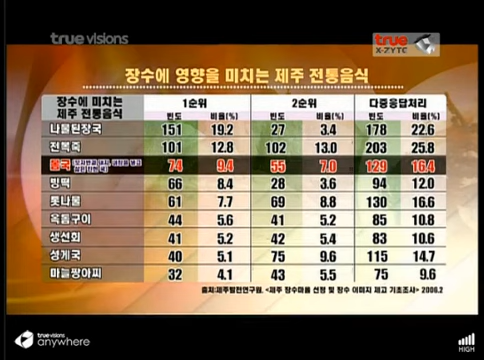 true visions
true
X-ZYTE
장수에 영향을 미치는 제주 전통음식
장수에 미치는 제주 전통음식 1순위 2순위 다중응답처리
빈도 비율(%) 빈도 비율(%) 빈도 비율(%)
나물된장국 151 19.2 27 3.4 178 22.6
전복죽 101 12.8 102 13.0 203 25.8
몸국 74 9.4 55 7.0 129 16.4
빙떡 66 8.4 28 3.6 94 12.0
톳나물 61 7.7 69 8.8 130 16.6
옥돔구이 44 5.6 41 5.2 85 10.8
생선회 41 5.2 42 5.4 83 10.6
성게국 40 5.1 75 9.6 115 14.7
마늘짱아찌 32 4.1 43 5.5 75 9.6
출처:제주발전연구원, <제주 장수마을 선정 및 장수 이미지 제고 기초조사> 2006.2
truevisions
anywhere
HIGH